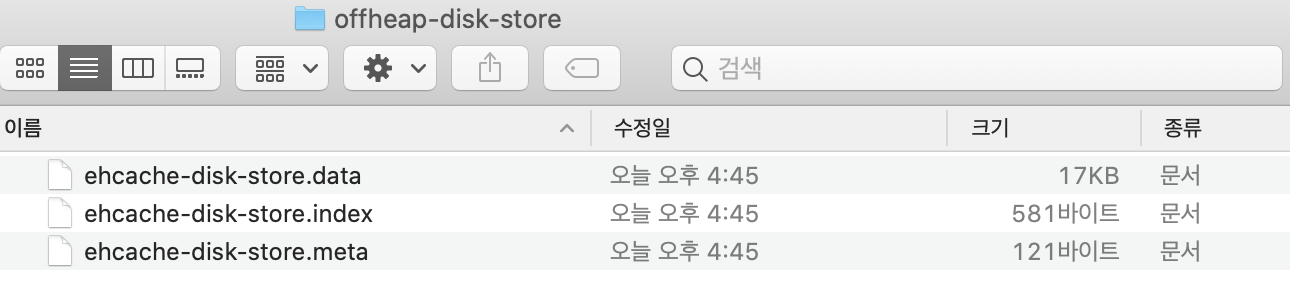 offheap-disk-store
검색
이름 수정일 크기 종류
ehcache-disk-store.data 오늘 오후 4:45 17KB 문서
ehcache-disk-store.index 오늘 오후 4:45 581바이트 문서
ehcache-disk-store.meta 오늘 오후 4:45 121바이트 문서